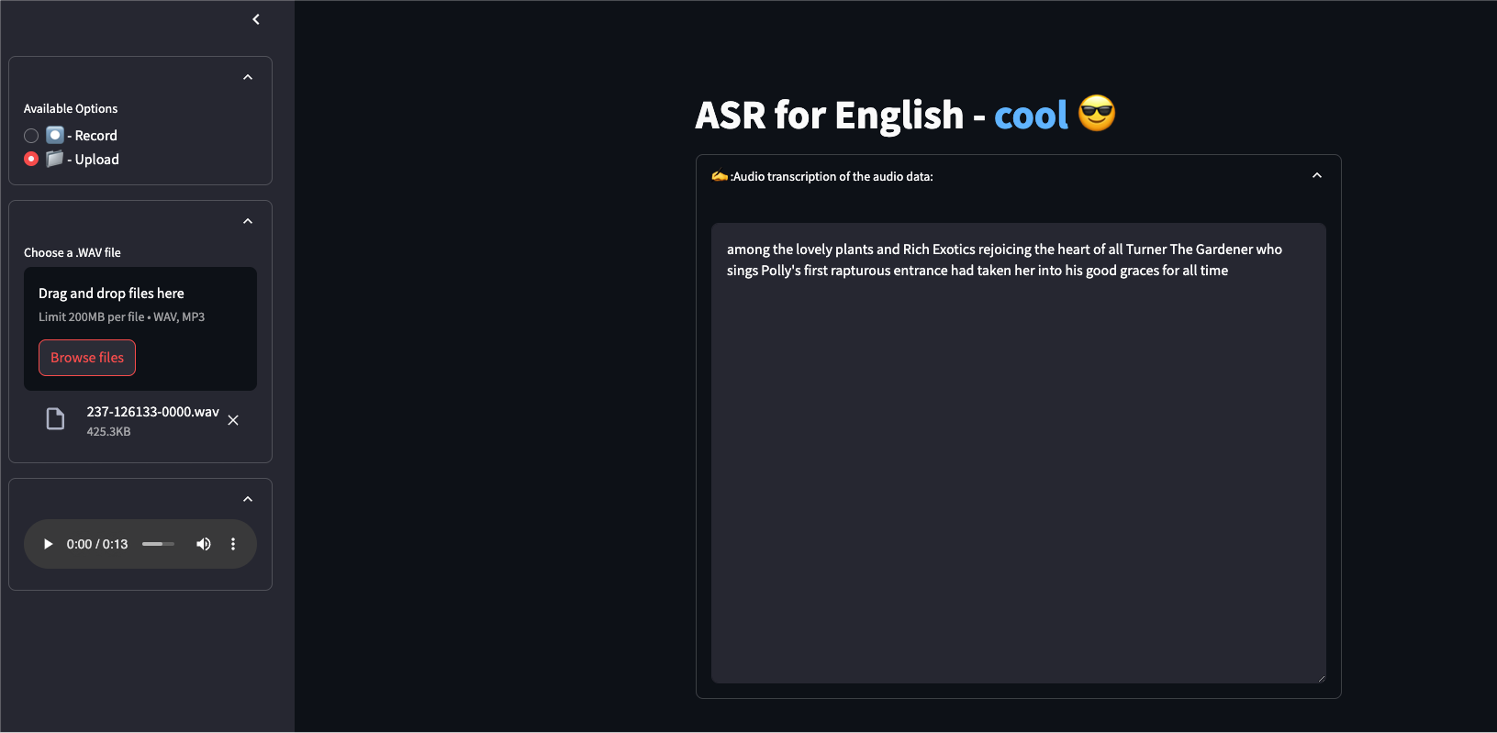 Available Options
⏺️ - Record
📁 - Upload
Choose a .WAV file
Drag and drop files here
Limit 200MB per file • WAV, MP3
Browse files
237-126133-0000.wav
425.3KB
0:00 / 0:13
ASR for English - cool 😎
✍️ :Audio transcription of the audio data:
among the lovely plants and Rich Exotics rejoicing the heart of all Turner The Gardener who
sings Polly's first rapturous entrance had taken her into his good graces for all time